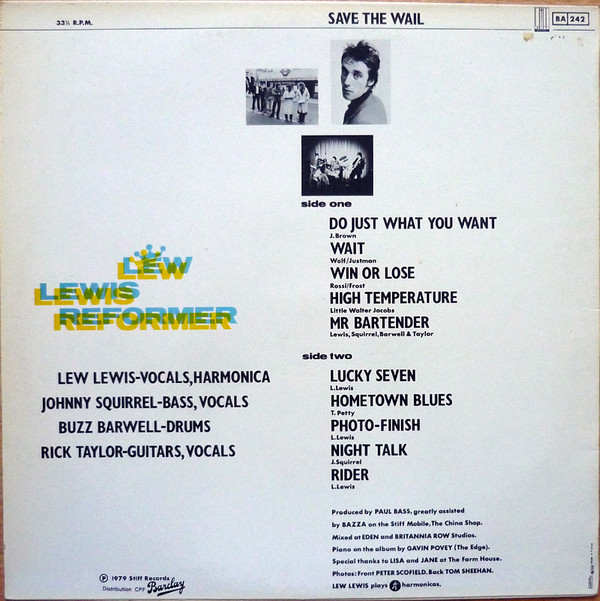 33⅓ R.P.M.
SAVE THE WAIL
BA 242
side one
DO JUST WHAT YOU WANT
J.Brown
WAIT
Wolf/Justman
WIN OR LOSE
Rossi/Frost
HIGH TEMPERATURE
Little Walter Jacobs
MR BARTENDER
Lewis, Squirrel, Barwell & Taylor
LEW
LEWIS
REFORMER
side two
LEW LEWIS-VOCALS,HARMONICA
JOHNNY SQUIRREL-BASS, VOCALS
BUZZ BARWELL-DRUMS
RICK TAYLOR-GUITARS, VOCALS
LUCKY SEVEN
L.Lewis
HOMETOWN BLUES
T. Petty
PHOTO-FINISH
L.Lewis
NIGHT TALK
J.Squirrel
RIDER
L.Lewis
Produced by PAUL BASS, greatly assisted
by BAZZA on the Stiff Mobile,The China Shop.
Mixed at EDEN and BRITANNIA ROW Studios.
Piano on the album by GAVIN POVEY (The Edge).
Special thanks to LISA and JANE at The Farm House.
Photos: Front PETER SCOFIELD. Back TOM SHEEHAN.
LEW LEWIS plays harmonicas.
Ⓟ 1979 Stiff Records
Distribution CPF Barclay